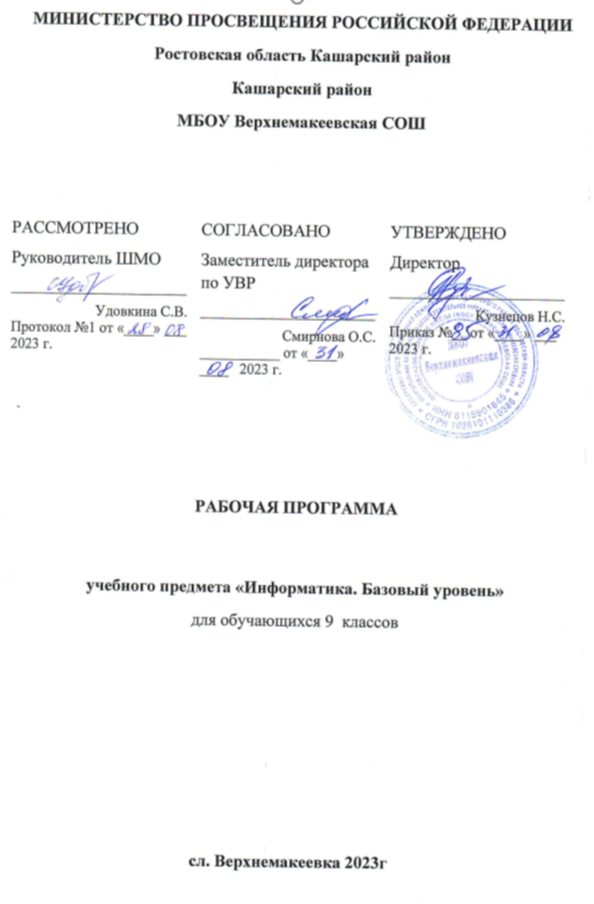 МИНИСТЕРСТВО ПРОСВЕЩЕНИЯ РОССИЙСКОЙ ФЕДЕРАЦИИ
Ростовская область Кашарский район
Кашарский район
МБОУ Верхнемакеевская СОШ
РАССМОТРЕНО
Руководитель ШМО
Удовкина С.В.
Протокол №1 от «28» 08
2023 г.
СОГЛАСОВАНО
Заместитель директора
по УВР
Смирнова О.С.
от «31»
08 2023 г.
УТВЕРЖДЕНО
Директор
Кузнецов Н.С.
Приказ №95 от «31» 08
2023 г.
МБОУ
Верхнемакеевская
СОШ
РАБОЧАЯ ПРОГРАММА
учебного предмета «Информатика. Базовый уровень»
для обучающихся 9 классов
сл. Верхнемакеевка 2023г